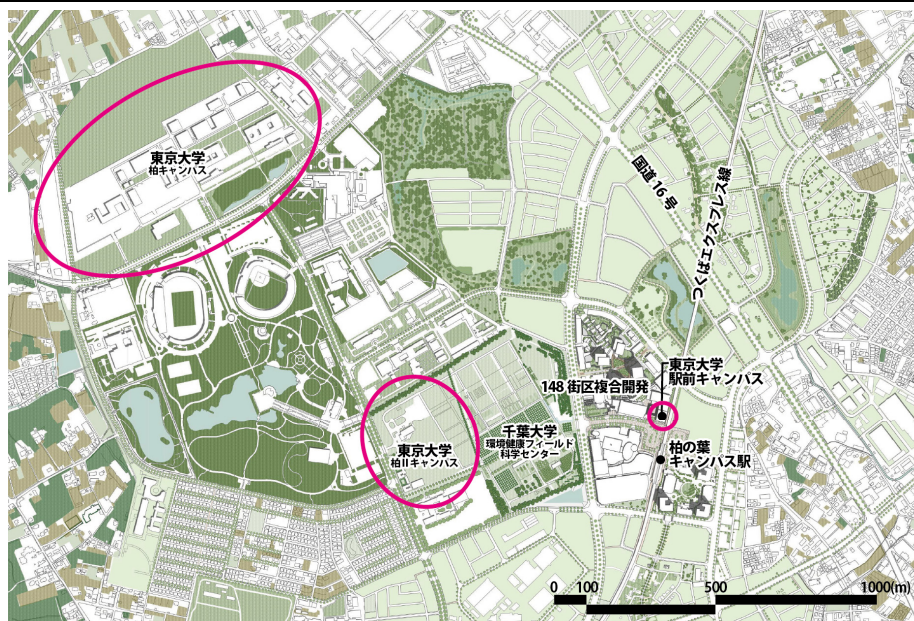 東京大学
柏キャンパス
国道16号
つくばエクスプレス線
東京大学
駅前キャンパス
148街区複合開発
東京大学
柏IIキャンパス
千葉大学
環境健康フィールド
科学センター
柏の葉
キャンパス駅
0 100 500 1000(m)